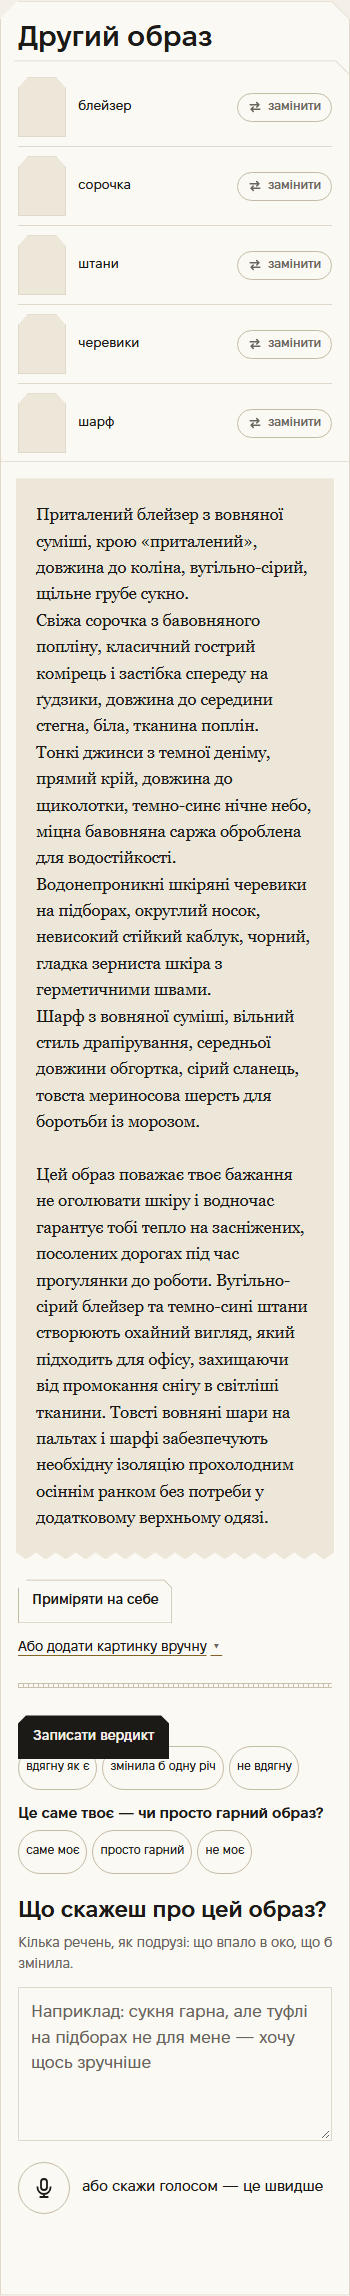 Другий образ
блейзер
замінити
сорочка
замінити
штани
замінити
черевики
замінити
шарф
замінити
Приталений блейзер з вовняної
суміші, крою «приталений»,
довжина до коліна, вугільно-сірий,
щільне грубе сукно.
Свіжа сорочка з бавовняного
попліну, класичний гострий
комірець і застібка спереду на
ґудзики, довжина до середини
стегна, біла, тканина поплін.
Тонкі джинси з темної деніму,
прямий крій, довжина до
щиколотки, темно-синє нічне небо,
міцна бавовняна саржа оброблена
для водостійкості.
Водонепроникні шкіряні черевики
на підборах, округлий носок,
невисокий стійкий каблук, чорний,
гладка зерниста шкіра з
герметичними швами.
Шарф з вовняної суміші, вільний
стиль драпірування, середньої
довжини обгортка, сірий сланець,
товста мериносова шерсть для
боротьби із морозом.
Цей образ поважає твоє бажання
не оголювати шкіру і водночас
гарантує тобі тепло на засніжених,
посолених дорогах під час
прогулянки до роботи. Вугільно-
сірий блейзер та темно-сині штани
створюють охайний вигляд, який
підходить для офісу, захищаючи
від промокання снігу в світліші
тканини. Товсті вовняні шари на
пальтах і шарфі забезпечують
необхідну ізоляцію прохолодним
осіннім ранком без потреби у
додатковому верхньому одязі.
Приміряти на себе
Або додати картинку вручну
Записати вердикт
вдягну як є
змінила б одну річ
не вдягну
Це саме твоє — чи просто гарний образ?
саме моє
просто гарний
не моє
Що скажеш про цей образ?
Кілька речень, як подрузі: що впало в око, що б
змінила.
Наприклад: сукня гарна, але туфлі
на підборах не для мене — хочу
щось зручніше
або скажи голосом — це швидше